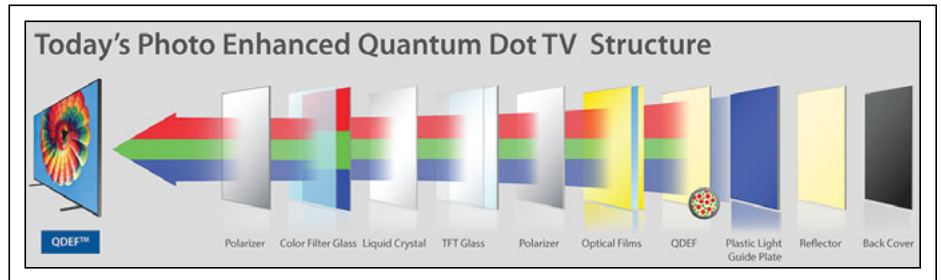 Today's Photo Enhanced Quantum Dot TV Structure
QDEF™
Polarizer
Color Filter Glass
Liquid Crystal
TFT Glass
Polarizer
Optical Films
QDEF
Plastic Light
Guide Plate
Reflector
Back Cover